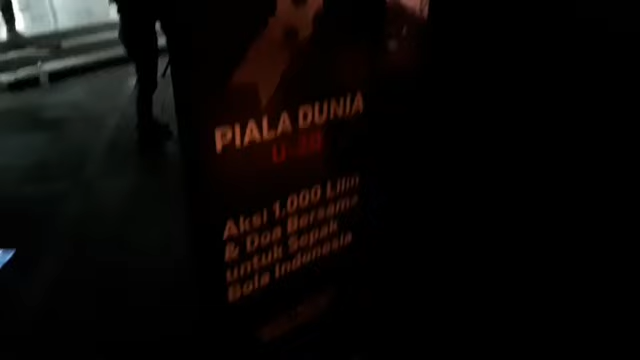 PIALA DUNIA
U-20
Aksi 1.000 Lilin
& Doa Bersama
untuk Sepak
Bola Indonesia